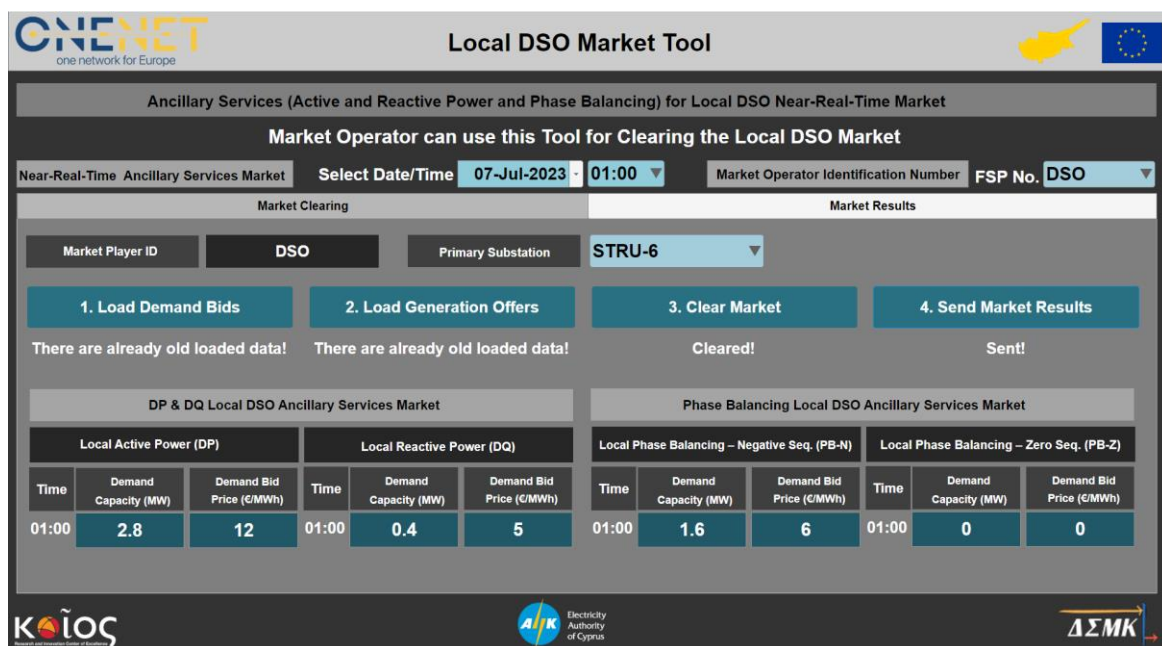 ONENET
one network for Europe
Local DSO Market Tool
Ancillary Services (Active and Reactive Power and Phase Balancing) for Local DSO Near-Real-Time Market
Market Operator can use this Tool for Clearing the Local DSO Market
Near-Real-Time Ancillary Services Market Select Date/Time 07-Jul-2023 01:00 Market Operator Identification Number FSP No. DSO
Market Clearing Market Results
Market Player ID DSO Primary Substation STRU-6
1. Load Demand Bids 2. Load Generation Offers 3. Clear Market 4. Send Market Results
There are already old loaded data! There are already old loaded data! Cleared! Sent!
DP & DQ Local DSO Ancillary Services Market Phase Balancing Local DSO Ancillary Services Market
Local Active Power (DP) Local Reactive Power (DQ) Local Phase Balancing – Negative Seq. (PB-N) Local Phase Balancing – Zero Seq. (PB-Z)
Time Demand Capacity (MW) Demand Bid Price (€/MWh) Time Demand Capacity (MW) Demand Bid Price (€/MWh) Time Demand Capacity (MW) Demand Bid Price (€/MWh) Time Demand Capacity (MW) Demand Bid Price (€/MWh)
01:00 2.8 12 01:00 0.4 5 01:00 1.6 6 01:00 0 0
κοῖος
Research and Innovation Center of Excellence
ΑΗΚ
Electricity
Authority
of Cyprus
ΔΣΜΚ